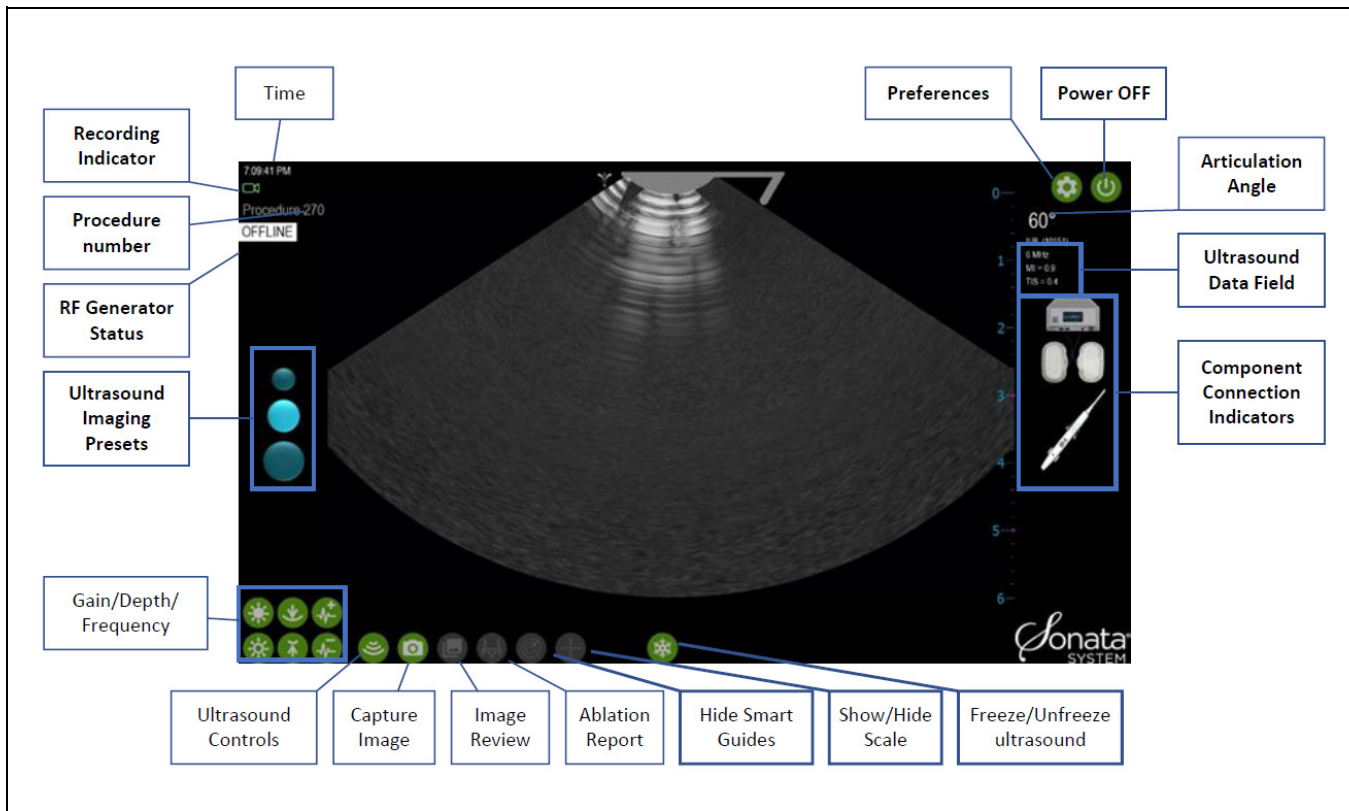 Time
Preferences
Power OFF
Recording
Indicator
Articulation
Angle
7:09:41 PM
Procedure-270
Procedure
number
OFFLINE
0
60°
6 MHz
MI = 0.9
TIS = 0.4
1
Ultrasound
Data Field
RF Generator
Status
2
Ultrasound
Imaging
Presets
3
Component
Connection
Indicators
4
5
Gain/Depth/
Frequency
6
Sonata
SYSTEM
Ultrasound
Controls
Capture
Image
Image
Review
Ablation
Report
Hide Smart
Guides
Show/Hide
Scale
Freeze/Unfreeze
ultrasound